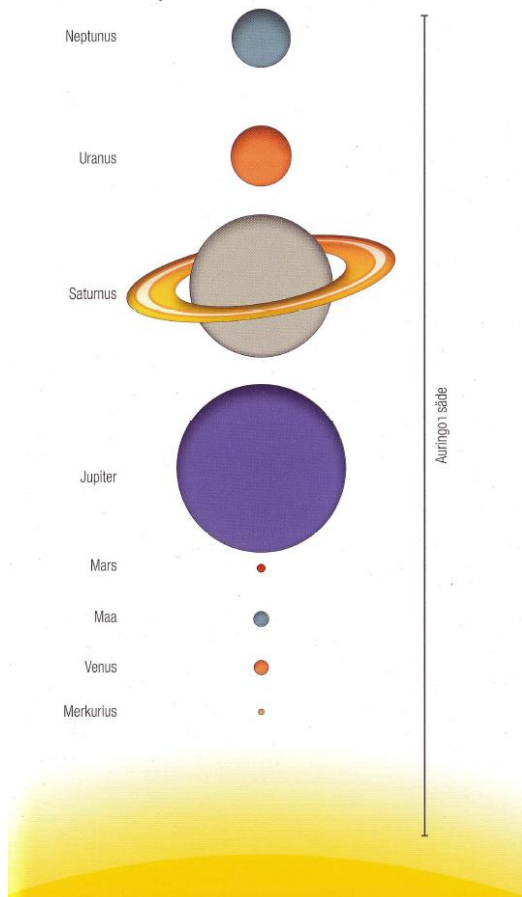 Neptunus
Uranus
Saturnus
Jupiter
Mars
Maa
Venus
Merkurius
Auringon säde